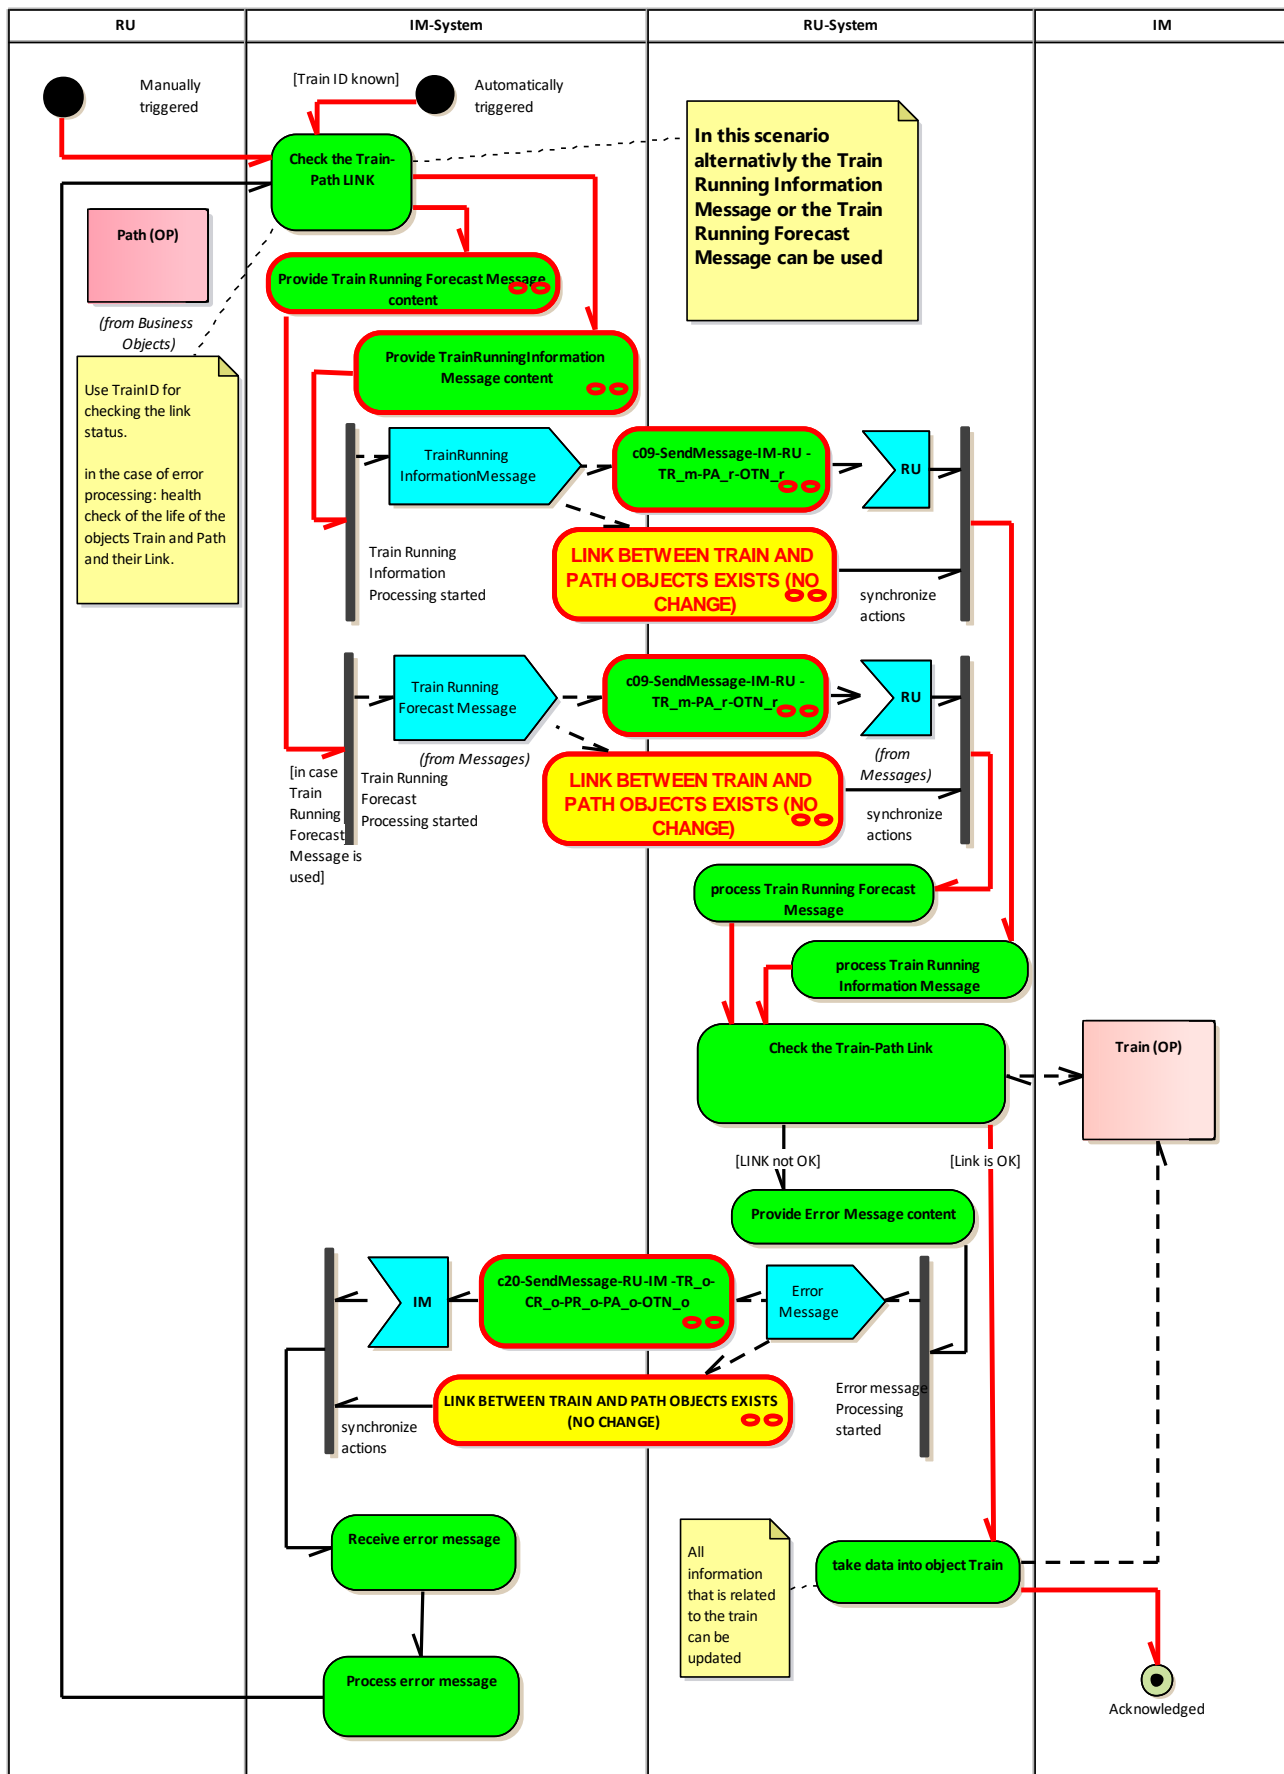 RU
IM-System
RU-System
IM
Manually
triggered
[Train ID known]
Automatically
triggered
Check the Train-
Path LINK
In this scenario
alternativly the Train
Running Information
Message or the Train
Running Forecast
Message can be used
Path (OP)
(from Business
Objects)
Provide Train Running Forecast Message
content
Provide TrainRunningInformation
Message content
Use TrainID for
checking the link
status.
in the case of error
processing: health
check of the life of the
objects Train and Path
and their Link.
TrainRunning
InformationMessage
c09-SendMessage-IM-RU -
TR_m-PA_r-OTN_r
RU
Train Running
Information
Processing started
LINK BETWEEN TRAIN AND
PATH OBJECTS EXISTS (NO
CHANGE)
synchronize
actions
Train Running
Forecast Message
(from Messages)
c09-SendMessage-IM-RU -
TR_m-PA_r-OTN_r
RU
(from
Messages)
[in case
Train
Running
Forecast
Message is
used]
Train Running
Forecast
Processing started
LINK BETWEEN TRAIN AND
PATH OBJECTS EXISTS (NO
CHANGE)
synchronize
actions
process Train Running Forecast
Message
process Train Running
Information Message
Check the Train-Path Link
Train (OP)
[LINK not OK]
[Link is OK]
Provide Error Message content
IM
c20-SendMessage-RU-IM -TR_o-
CR_o-PR_o-PA_o-OTN_o
Error
Message
Error message
Processing
started
LINK BETWEEN TRAIN AND PATH OBJECTS EXISTS
(NO CHANGE)
synchronize
actions
Receive error message
All
information
that is related
to the train
can be
updated
take data into object Train
Process error message
Acknowledged